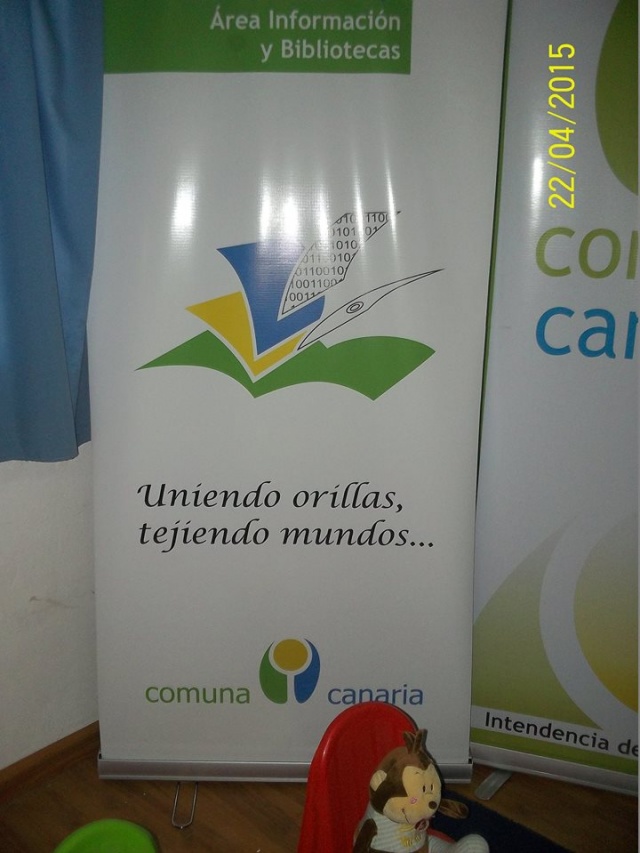 Área Información
y Bibliotecas
22/04/2015
Uniendo orillas,
tejiendo mundos...
comuna canaria
Intendencia de